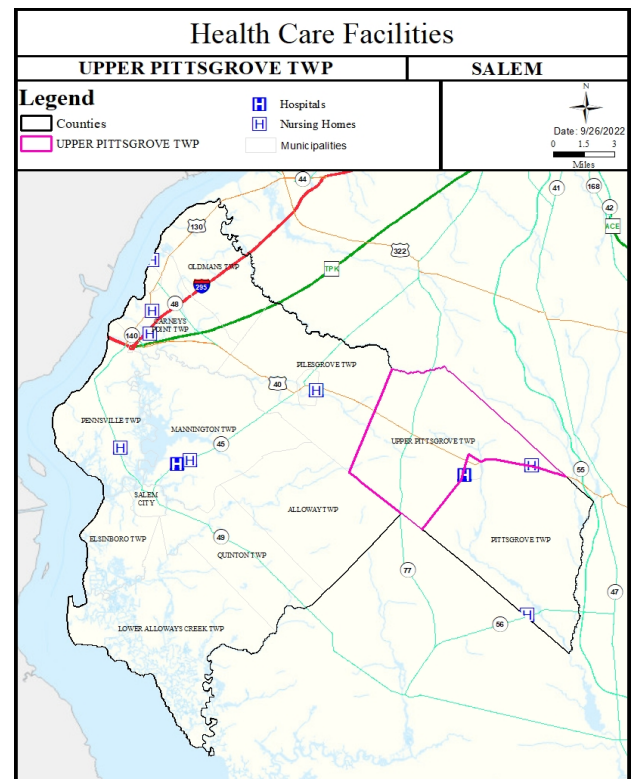 Health Care Facilities
UPPER PITTSGROVE TWP
SALEM
Legend
Counties
UPPER PITTSGROVE TWP
H Hospitals
H Nursing Homes
Municipalities
N
Date: 9/26/2022
0 1.5 3
Miles
44
41
168
42
ACE
130
322
OLDMANS TWP
TPK
H
295
48
H
CARNEYS
POINT TWP
H
140
PILESGROVE TWP
40
H
PENNSVILLE TWP
MANNINGTON TWP
UPPER PITTSGROVE TWP
H
45
H
H
H
H
55
SALEM
CITY
ALLOWAY TWP
ELSINBORO TWP
49
QUINTON TWP
PITTSGROVE TWP
77
47
H
56
LOWER ALLOWAYS CREEK TWP